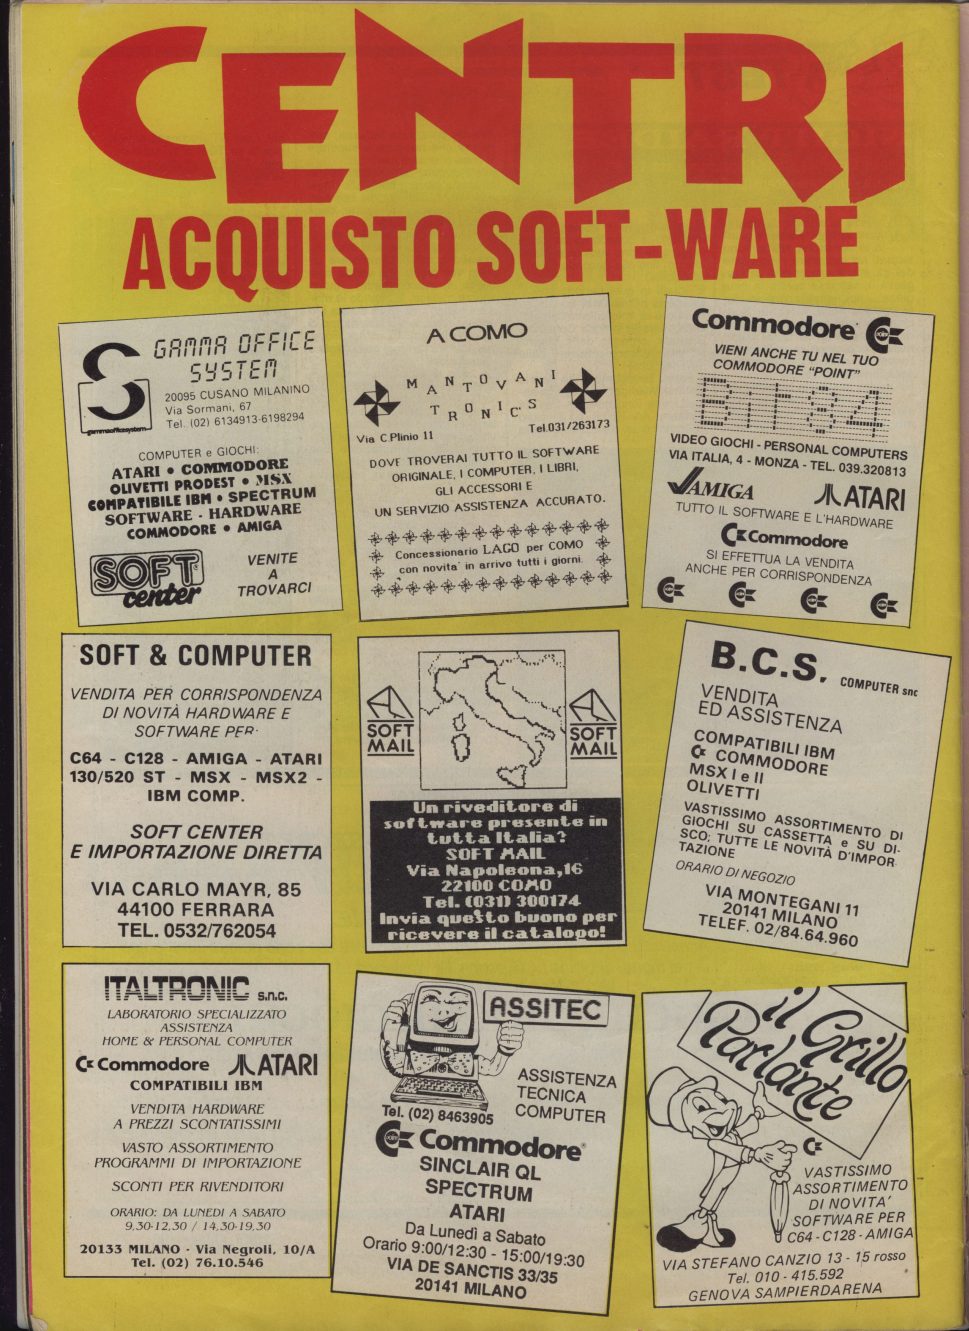 CENTRI
ACQUISTO SOFT-WARE
GAMMA OFFICE
SYSTEM
20095 CUSANO MILANINO
Via Sormani, 67
Tel. (02) 6134913-6198294
gammaofficesystem
COMPUTER e GIOCHI:
ATARI • COMMODORE
OLIVETTI PRODEST • MSX
COMPATIBILE IBM • SPECTRUM
SOFTWARE - HARDWARE
COMMODORE • AMIGA
SOFT
center
VENITE
A
TROVARCI
A COMO
MANTOVANI
TRONIC'S
Via C.Plinio 11
Tel.031/263173
DOVE TROVERAI TUTTO IL SOFTWARE
ORIGINALE, I COMPUTER, I LIBRI,
GLI ACCESSORI E
UN SERVIZIO ASSISTENZA ACCURATO.
Concessionario LAGO per COMO
con novita' in arrivo tutti i giorni.
Commodore
VIENI ANCHE TU NEL TUO
COMMODORE "POINT"
BIT.84
VIDEO GIOCHI - PERSONAL COMPUTERS
VIA ITALIA, 4 - MONZA - TEL. 039.320813
AMIGA
ATARI
TUTTO IL SOFTWARE E L'HARDWARE
Commodore
SI EFFETTUA LA VENDITA
ANCHE PER CORRISPONDENZA
SOFT & COMPUTER
VENDITA PER CORRISPONDENZA
DI NOVITÀ HARDWARE E
SOFTWARE PER:
C64 - C128 - AMIGA - ATARI
130/520 ST - MSX - MSX2 -
IBM COMP.
SOFT CENTER
E IMPORTAZIONE DIRETTA
VIA CARLO MAYR, 85
44100 FERRARA
TEL. 0532/762054
SOFT
MAIL
SOFT
MAIL
Un riveditore di
software presente in
tutta Italia?
SOFT MAIL
Via Napoleona,16
22100 COMO
Tel. (031) 300174
Invia questo buono per
ricevere il catalogo!
B.C.S. COMPUTER snc
VENDITA
ED ASSISTENZA
COMPATIBILI IBM
COMMODORE
MSX I e II
OLIVETTI
VASTISSIMO ASSORTIMENTO DI
GIOCHI SU CASSETTA e SU DI-
SCO; TUTTE LE NOVITÀ D'IMPOR-
TAZIONE
ORARIO DI NEGOZIO
VIA MONTEGANI 11
20141 MILANO
TELEF. 02/84.64.960
ITALTRONIC s.n.c.
LABORATORIO SPECIALIZZATO
ASSISTENZA
HOME & PERSONAL COMPUTER
Commodore ATARI
COMPATIBILI IBM
VENDITA HARDWARE
A PREZZI SCONTATISSIMI
VASTO ASSORTIMENTO
PROGRAMMI DI IMPORTAZIONE
SCONTI PER RIVENDITORI
ORARIO: DA LUNEDI A SABATO
9,30-12,30 / 14,30-19,30
20133 MILANO - Via Negroli, 10/A
Tel. (02) 76.10.546
ASSITEC
ASSISTENZA
TECNICA
COMPUTER
Tel. (02) 8463905
Commodore
SINCLAIR QL
SPECTRUM
ATARI
Da Lunedì a Sabato
Orario 9:00/12:30 - 15:00/19:30
VIA DE SANCTIS 33/35
20141 MILANO
il Grillo
Parlante
VASTISSIMO
ASSORTIMENTO
DI NOVITA'
SOFTWARE PER
C64 - C128 - AMIGA
VIA STEFANO CANZIO 13 - 15 rosso
Tel. 010 - 415.592
GENOVA SAMPIERDARENA